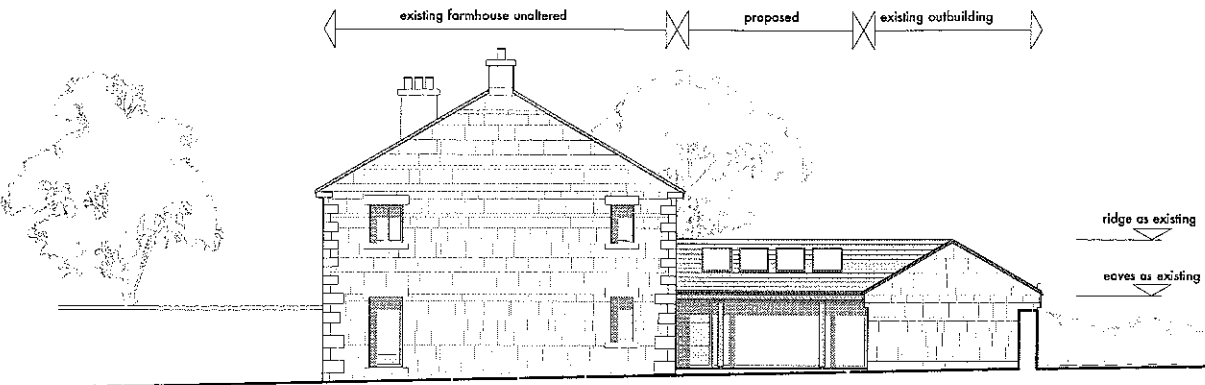 existing farmhouse unaltered
proposed
existing outbuilding
ridge as existing
eaves as existing